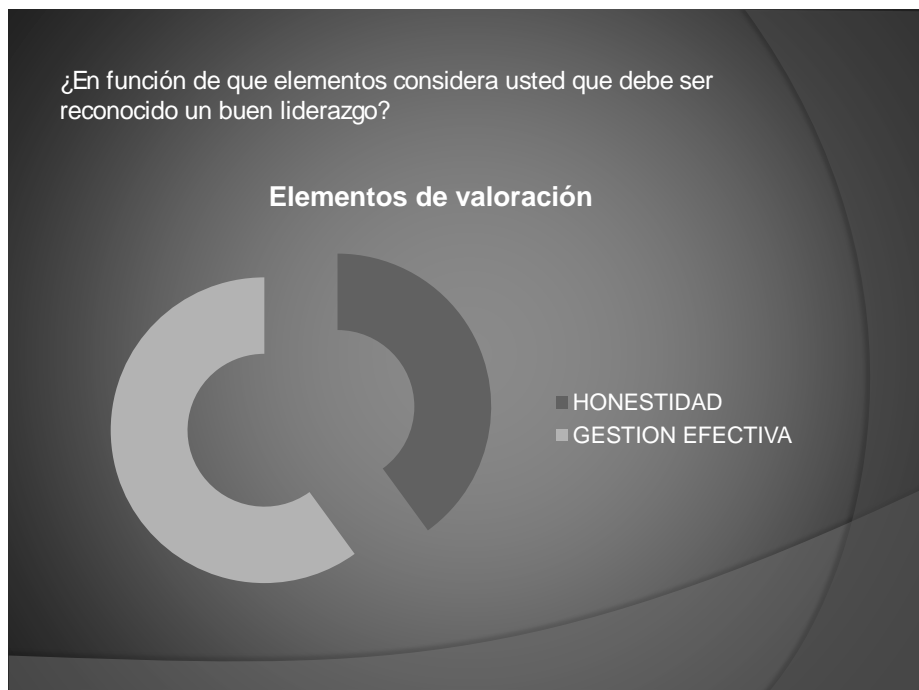 ¿En función de que elementos considera usted que debe ser
reconocido un buen liderazgo?
Elementos de valoración
HONESTIDAD
GESTION EFECTIVA